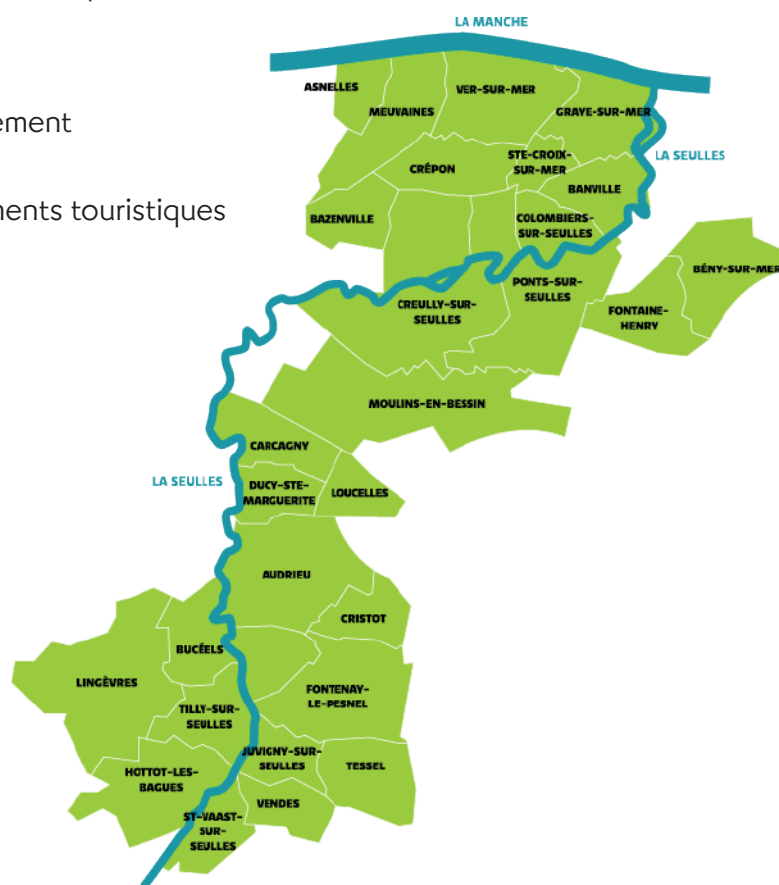 LA MANCHE
ASNELLES
VER-SUR-MER
MEUVAINES
GRAYE-SUR-MER
ement
STE-CROIX-
SUR-MER
LA SEULLES
CRÉPON
BANVILLE
nents touristiques
BAZENVILLE
COLOMBIERS-
SUR-SEULLES
BÉNY-SUR-MER
PONTS-SUR-
SEULLES
CREULLY-SUR-
SEULLES
FONTAINE-
HENRY
MOULINS-EN-BESSIN
CARCAGNY
LA SEULLES
DUCY-STE-
MARGUERITE
LOUCELLES
AUDRIEU
CRISTOT
BUCÉELS
LINGÈVRES
FONTENAY-
LE-PESNEL
TILLY-SUR-
SEULLES
JUVIGNY-SUR-
SEULLES
TESSEL
HOTTOT-LES-
BAGUES
VENDES
ST-VAAST-
SUR-
SEULLES